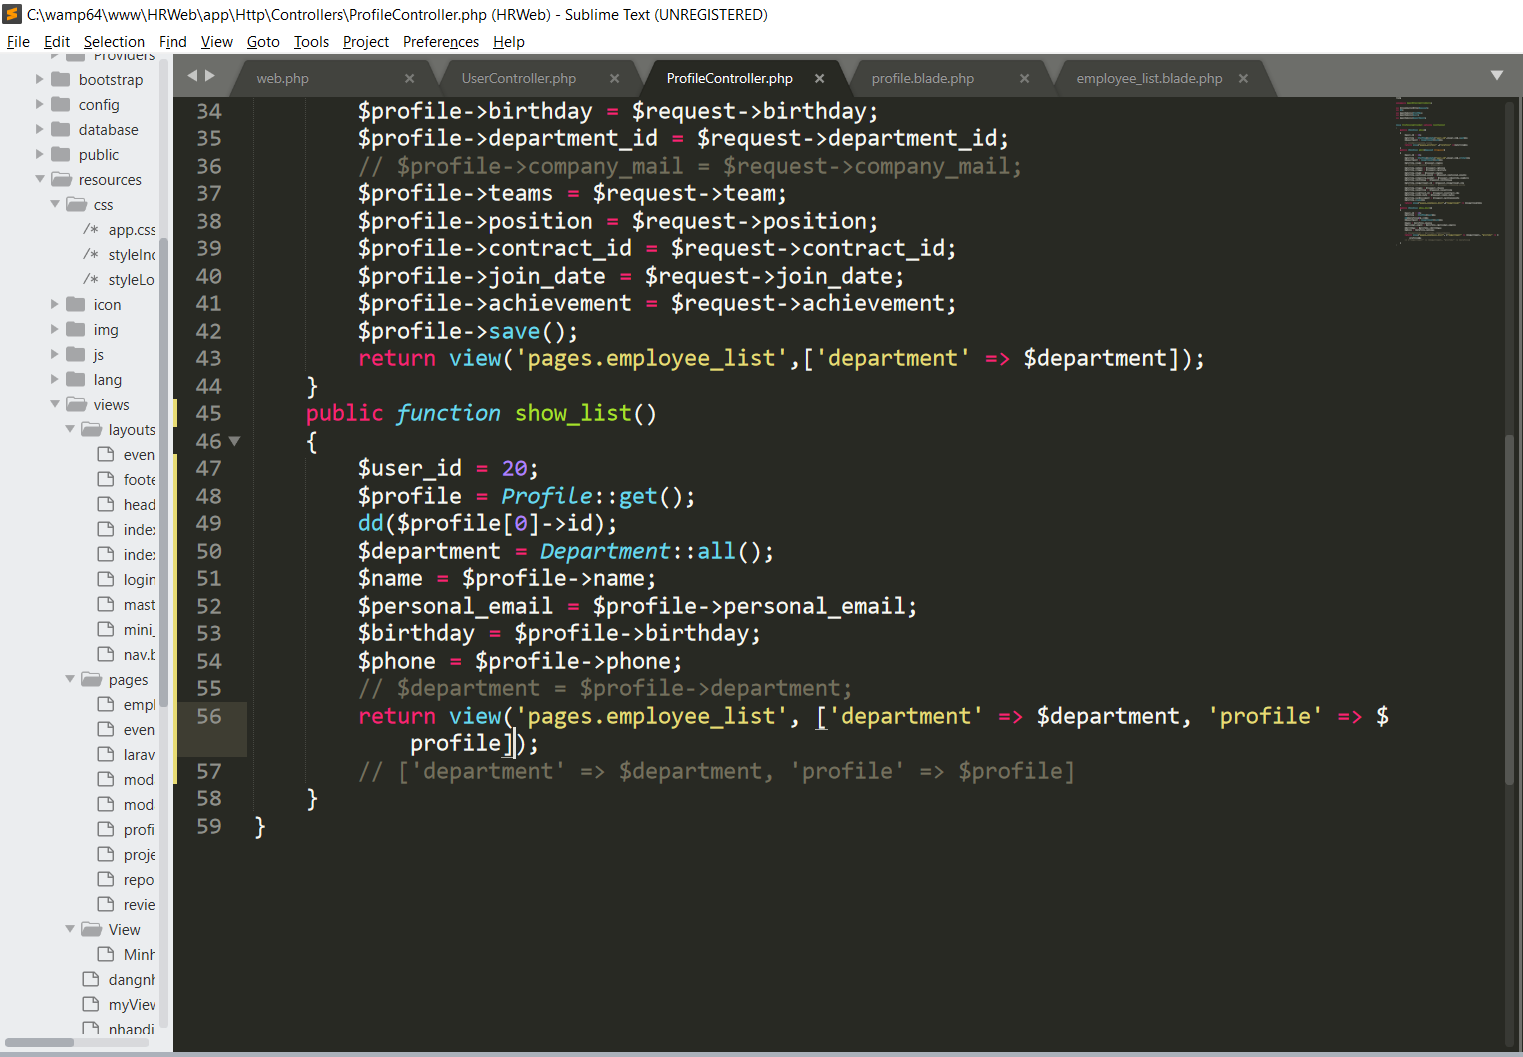 C:\wamp64\www\HRWeb\app\Http\Controllers\ProfileController.php (HRWeb) - Sublime Text (UNREGISTERED)
File Edit Selection Find View Goto Tools Project Preferences Help
web.php × UserController.php × ProfileController.php × profile.blade.php × employee_list.blade.php ×
Providers
bootstrap
config
database
public
resources
css
/* app.css
/* styleInd
/* styleLo
icon
img
js
lang
views
layouts
even
foote
head
index
index
login
mast
mini_
nav.b
pages
empl
even
larav
mod
mod
profi
proje
repo
revie
View
Minh
dangnh
myView
nhapdi
34 $profile->birthday = $request->birthday;
35 $profile->department_id = $request->department_id;
36 // $profile->company_mail = $request->company_mail;
37 $profile->teams = $request->team;
38 $profile->position = $request->position;
39 $profile->contract_id = $request->contract_id;
40 $profile->join_date = $request->join_date;
41 $profile->achievement = $request->achievement;
42 $profile->save();
43 return view('pages.employee_list',['department' => $department]);
44 }
45 public function show_list()
46 {
47 $user_id = 20;
48 $profile = Profile::get();
49 dd($profile[0]->id);
50 $department = Department::all();
51 $name = $profile->name;
52 $personal_email = $profile->personal_email;
53 $birthday = $profile->birthday;
54 $phone = $profile->phone;
55 // $department = $profile->department;
56 return view('pages.employee_list', ['department' => $department, 'profile' => $
profile]);
57 // ['department' => $department, 'profile' => $profile]
58 }
59 }